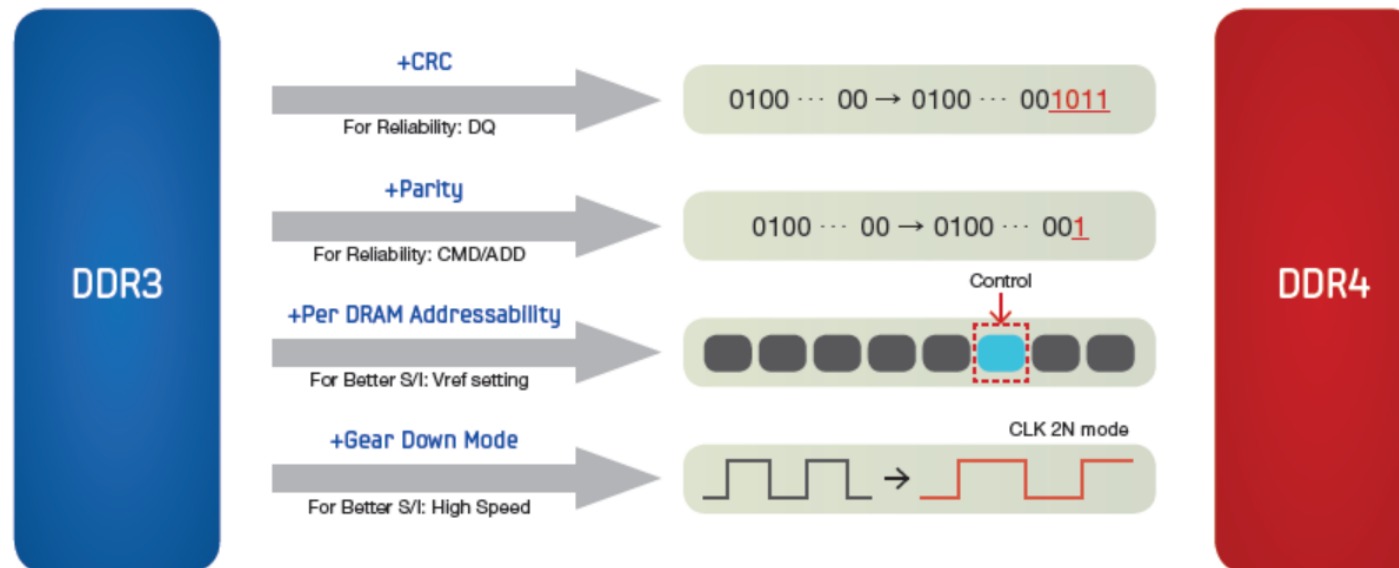 DDR3
+CRC
For Reliability: DQ
0100 ··· 00 → 0100 ··· 001011
+Parity
For Reliability: CMD/ADD
0100 ··· 00 → 0100 ··· 001
+Per DRAM Addressability
For Better S/I: Vref setting
Control
+Gear Down Mode
For Better S/I: High Speed
CLK 2N mode
DDR4